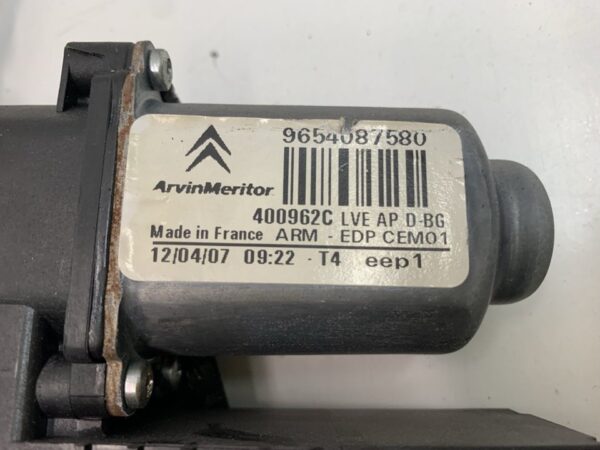 9654087580
ArvinMeritor
400962C LVE AP D-BG
Made in France ARM - EDP CEM01
12/04/07 09:22 - T4 eep1